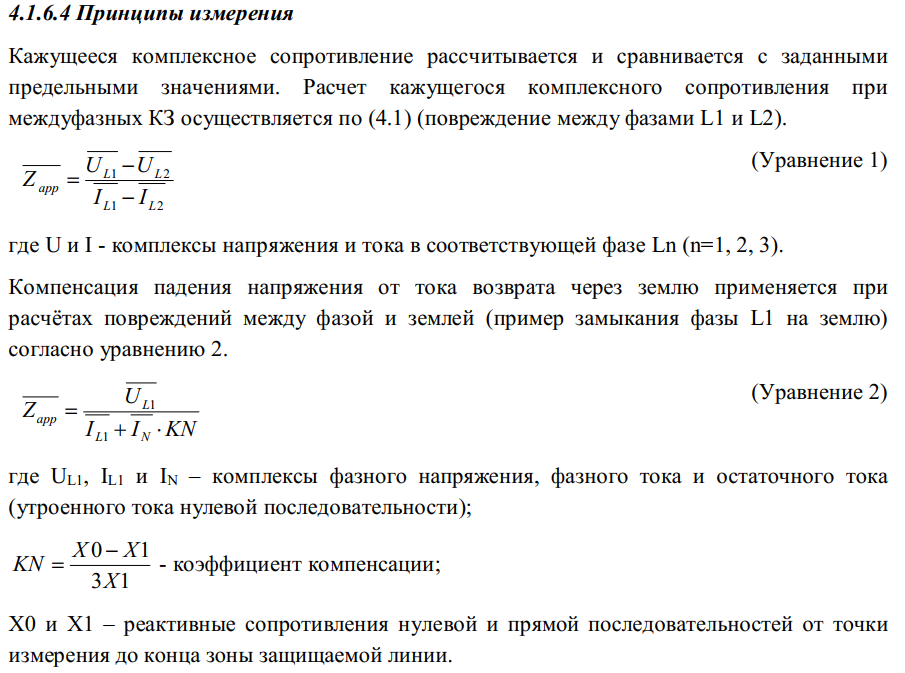 4.1.6.4 Принципы измерения
Кажущееся комплексное сопротивление рассчитывается и сравнивается с заданными
предельными значениями. Расчет кажущегося комплексного сопротивления при
междуфазных КЗ осуществляется по (4.1) (повреждение между фазами L1 и L2).
$\overline{Z_{app}} = \frac{\overline{U_{L1}} - \overline{U_{L2}}}{\overline{I_{L1}} - \overline{I_{L2}}}$ (Уравнение 1)
где U и I - комплексы напряжения и тока в соответствующей фазе Ln (n=1, 2, 3).
Компенсация падения напряжения от тока возврата через землю применяется при
расчётах повреждений между фазой и землей (пример замыкания фазы L1 на землю)
согласно уравнению 2.
$\overline{Z_{app}} = \frac{\overline{U_{L1}}}{\overline{I_{L1}} + \overline{I_N} \cdot KN}$ (Уравнение 2)
где U_{L1}, I_{L1} и I_N – комплексы фазного напряжения, фазного тока и остаточного тока
(утроенного тока нулевой последовательности);
$KN = \frac{X0 - X1}{3X1}$ - коэффициент компенсации;
X0 и X1 – реактивные сопротивления нулевой и прямой последовательностей от точки
измерения до конца зоны защищаемой линии.